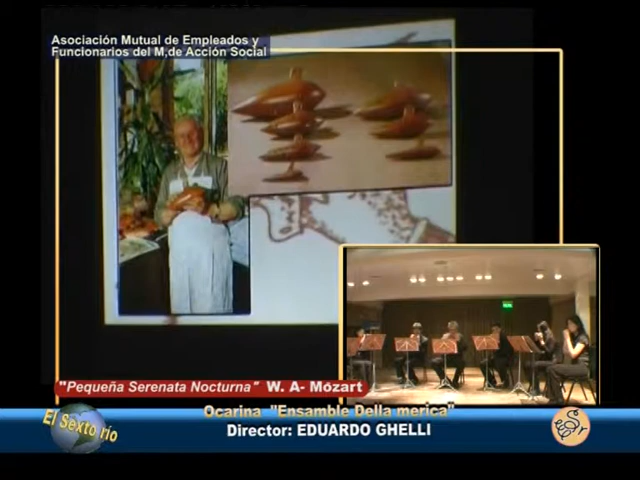 Asociación Mutual de Empleados y
Funcionarios del M,de Acción Social
"Pequeña Serenata Nocturna" W. A- Mózart
Ocarina "Ensamble Della merica"
Director: EDUARDO GHELLI
El Sexto río